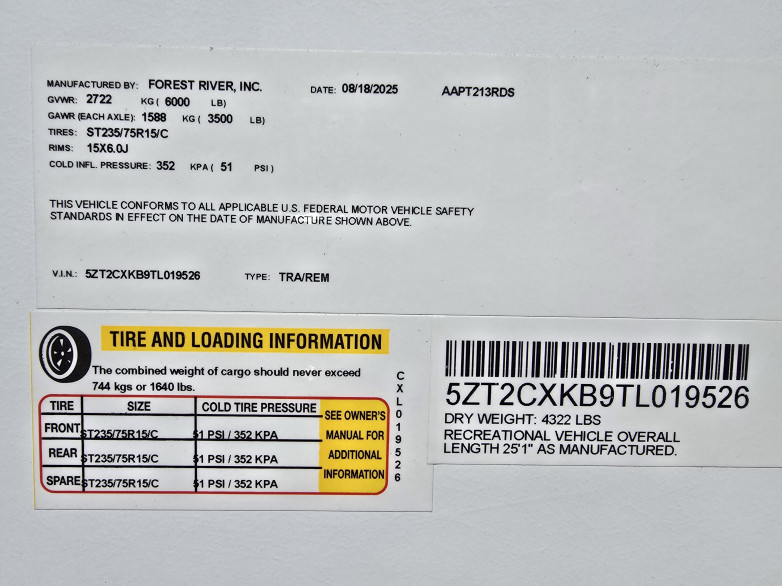 MANUFACTURED BY: FOREST RIVER, INC. DATE: 08/18/2025 AAPT213RDS
GVWR: 2722 KG ( 6000 LB)
GAWR (EACH AXLE): 1588 KG ( 3500 LB)
TIRES: ST235/75R15/C
RIMS: 15X6.0J
COLD INFL. PRESSURE: 352 KPA ( 51 PSI )
THIS VEHICLE CONFORMS TO ALL APPLICABLE U.S. FEDERAL MOTOR VEHICLE SAFETY
STANDARDS IN EFFECT ON THE DATE OF MANUFACTURE SHOWN ABOVE.
V.I.N.: 5ZT2CXKB9TL019526 TYPE: TRA/REM
TIRE AND LOADING INFORMATION
The combined weight of cargo should never exceed
744 kgs or 1640 lbs.
TIRE SIZE COLD TIRE PRESSURE
FRONT ST235/75R15/C 51 PSI / 352 KPA
REAR ST235/75R15/C 51 PSI / 352 KPA
SPARE ST235/75R15/C 51 PSI / 352 KPA
SEE OWNER'S
MANUAL FOR
ADDITIONAL
INFORMATION
CXL019526
5ZT2CXKB9TL019526
DRY WEIGHT: 4322 LBS
RECREATIONAL VEHICLE OVERALL
LENGTH 25'1" AS MANUFACTURED.